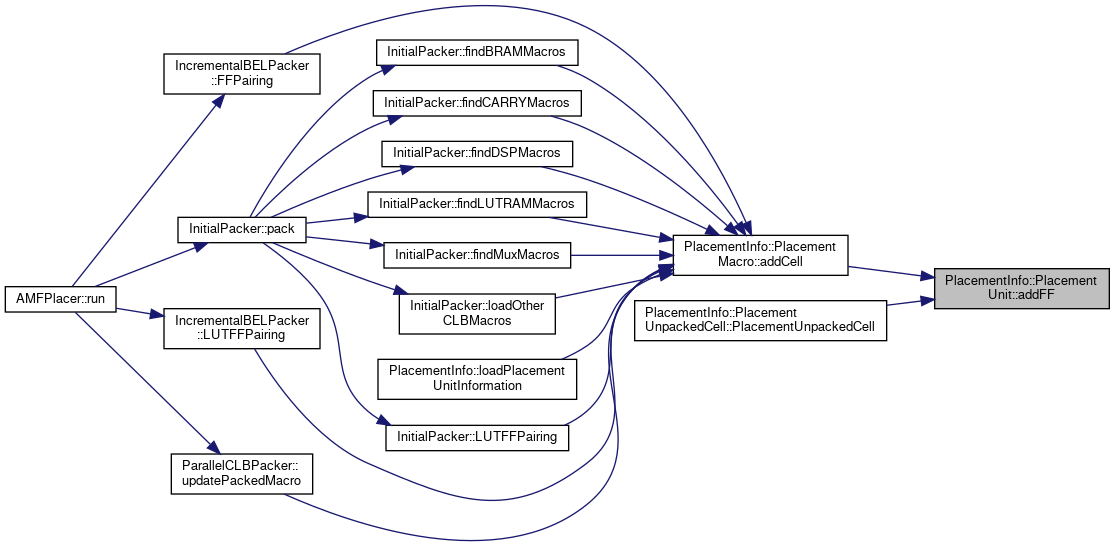 IncrementalBELPacker
::FFPairing
InitialPacker::findBRAMMacros
InitialPacker::findCARRYMacros
InitialPacker::findDSPMacros
InitialPacker::findLUTRAMMacros
InitialPacker::pack
InitialPacker::findMuxMacros
PlacementInfo::Placement
Macro::addCell
PlacementInfo::Placement
Unit::addFF
AMFPlacer::run
InitialPacker::loadOther
CLBMacros
PlacementInfo::Placement
UnpackedCell::PlacementUnpackedCell
IncrementalBELPacker
::LUTFFPairing
PlacementInfo::loadPlacement
UnitInformation
InitialPacker::LUTFFPairing
ParallelCLBPacker::
updatePackedMacro